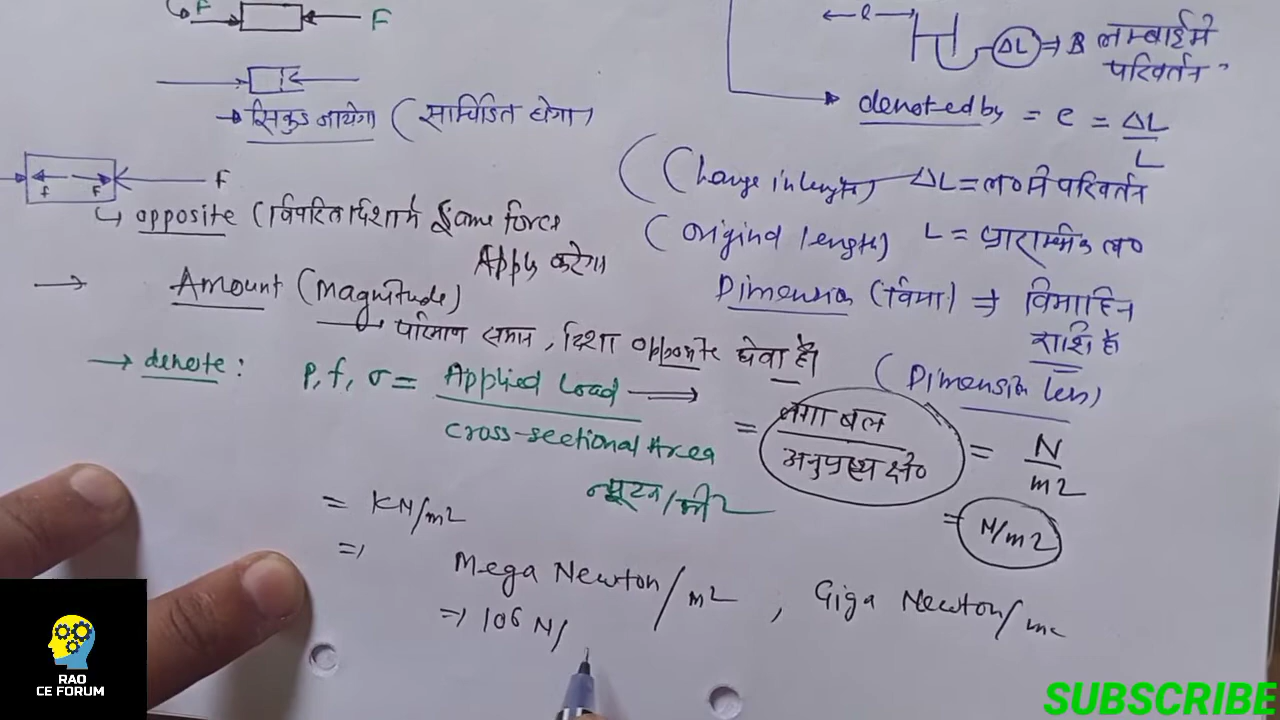 F F
→ सिकुड जायेगा (सम्पिडित होगा)
F F F
↳ opposite (विपरित दिशा मे same force
Apply करेगा
→ Amount (Magnitude)
→ परिमाण समान, दिशा opposite होता है।
→ denote: P, f, σ = Applied Load →
cross-sectional Area
= लगा बल
अनुप्रस्थ क्षे०
= N
m2
न्यूटन/मी2
= N/m2
= KN/m2
⇒ Mega Newton/m2 , Giga Newton/m2
⇒ 106 N/
← l → ΔL ⇒ B लम्बाई मे
परिवर्तन
denoted by = e = ΔL
L
(Change in length) ΔL = ल० मे परिवर्तन
(original length) L = प्रारम्भिक ल०
Dimension (विमा) ⇒ विमाहिन
राशि है
(Dimension less)
RAO
CE FORUM
SUBSCRIBE